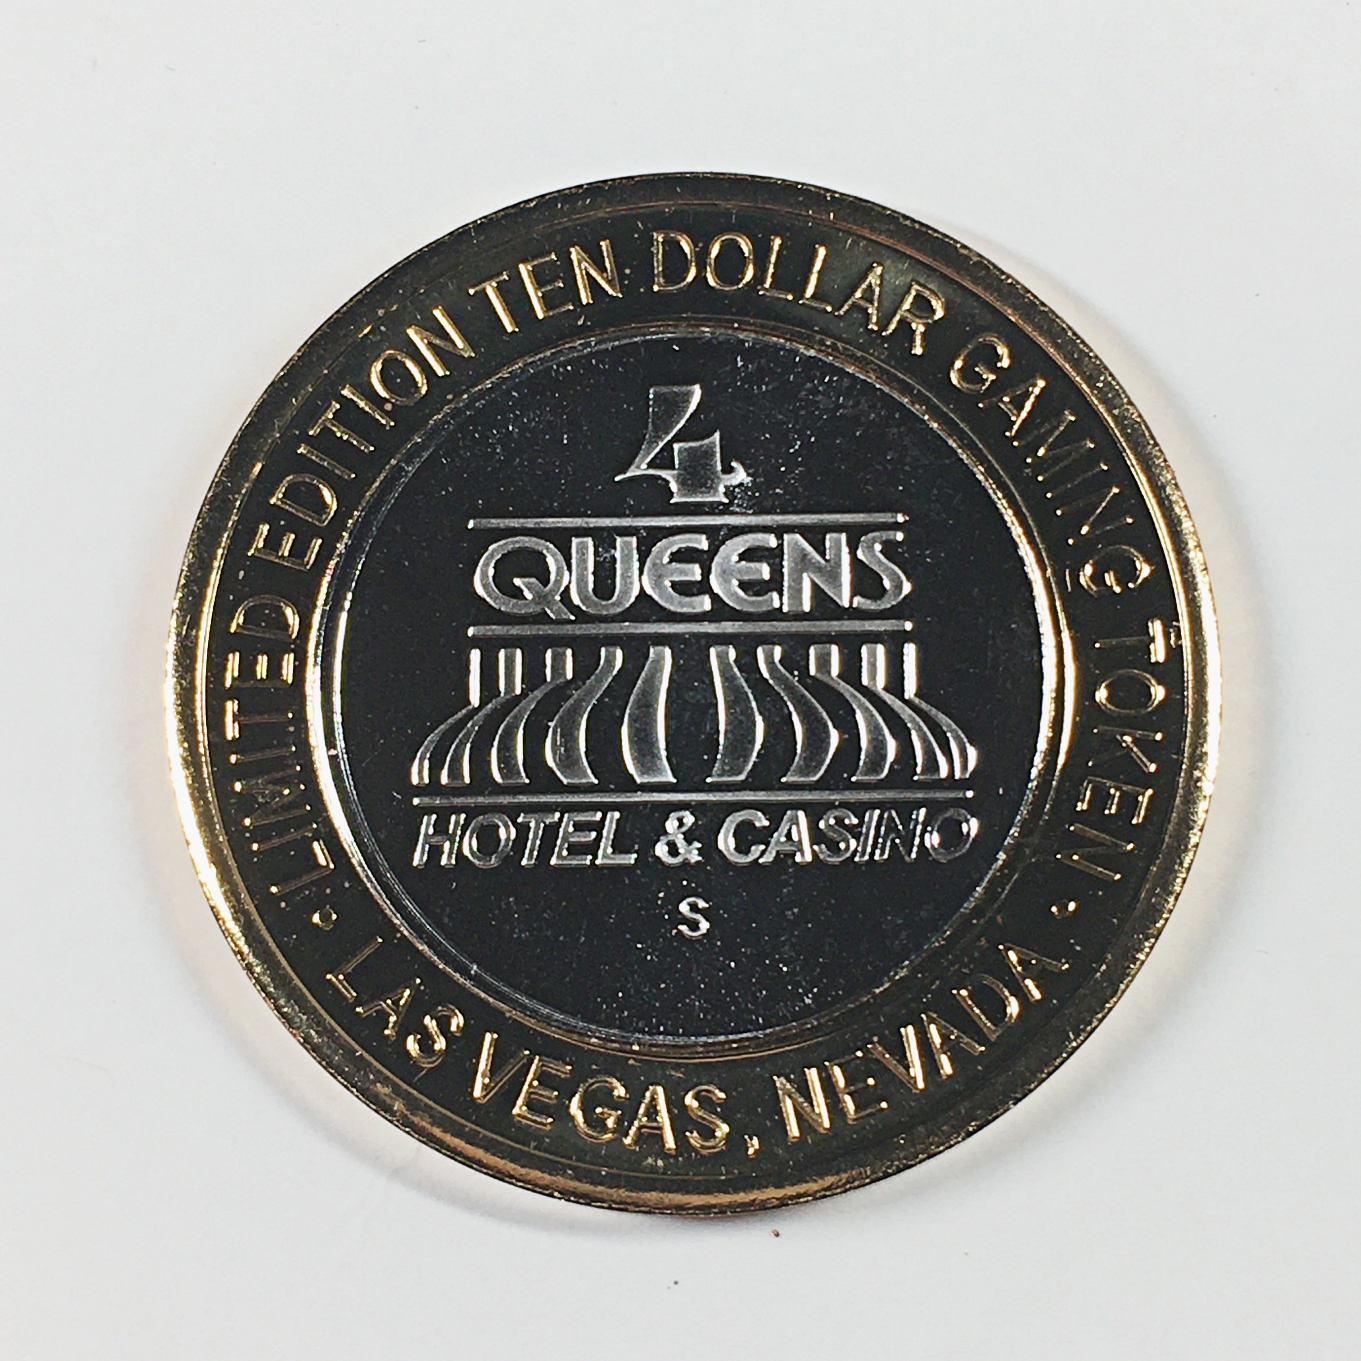 LIMITED EDITION TEN DOLLAR GAMING TOKEN
4
QUEENS
HOTEL & CASINO
S
• LAS VEGAS, NEVADA •